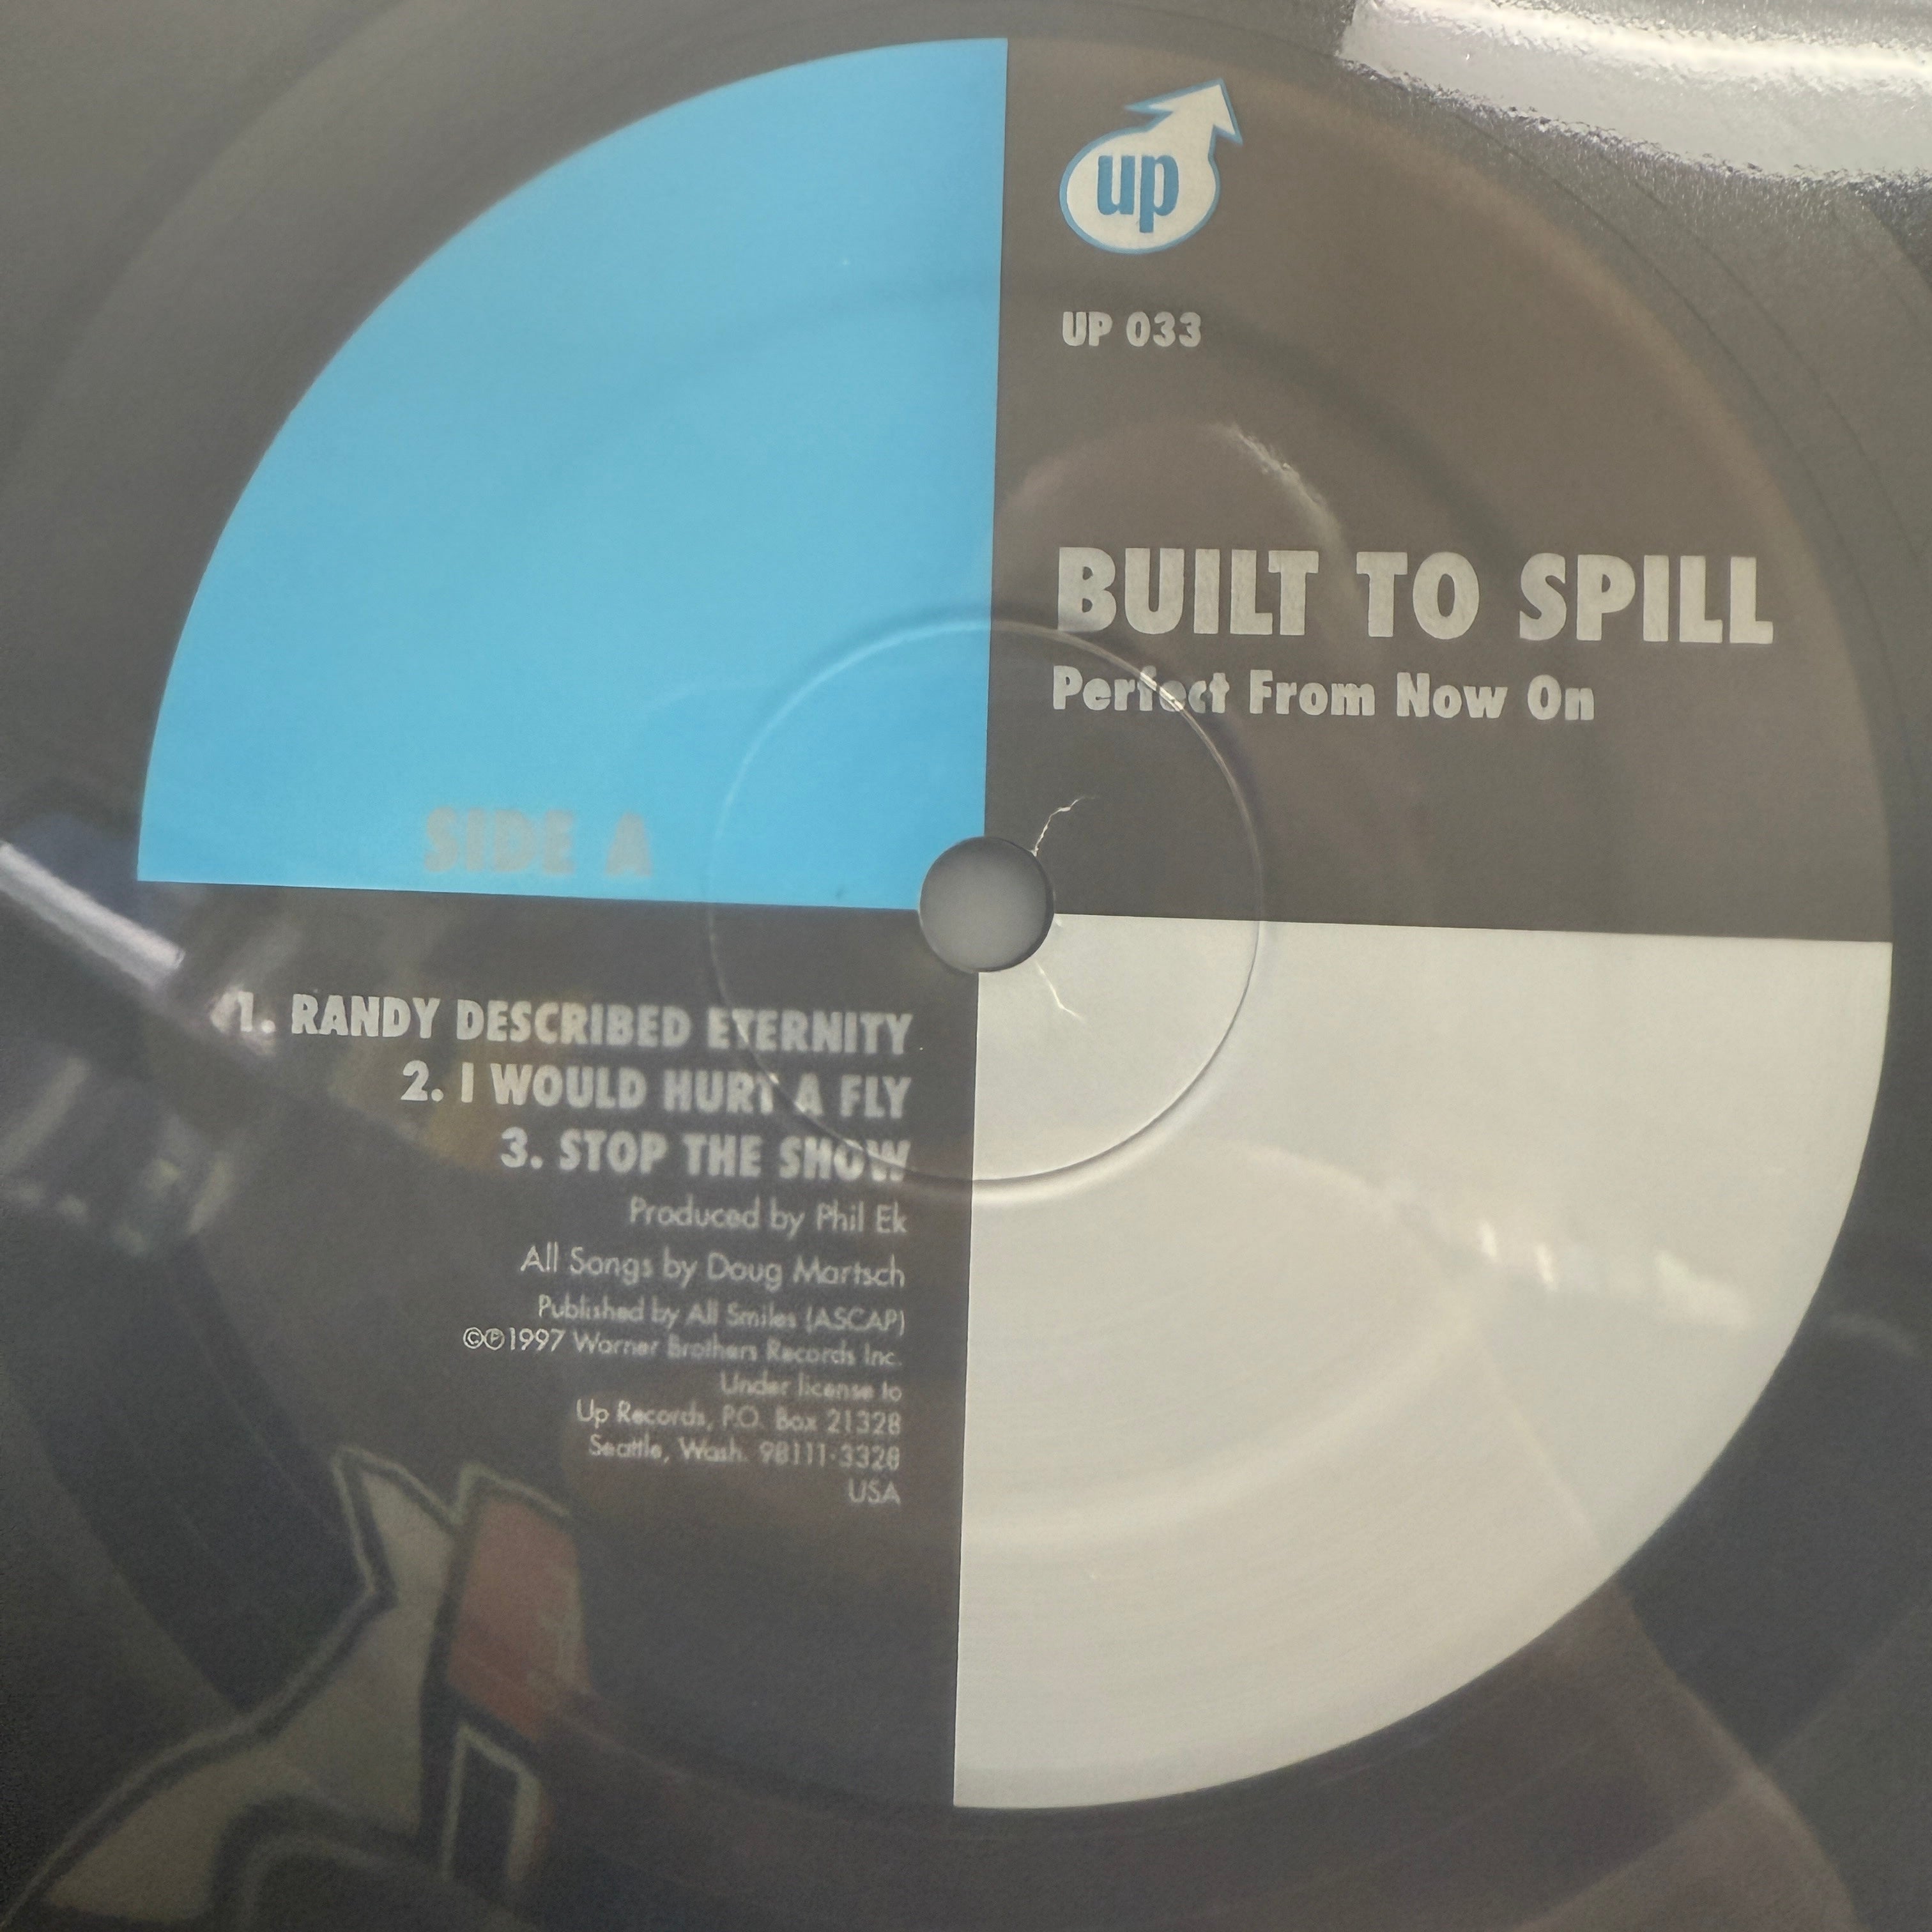 up
UP 033
BUILT TO SPILL
Perfect From Now On
SIDE A
1. RANDY DESCRIBED ETERNITY
2. I WOULD HURT A FLY
3. STOP THE SHOW
Produced by Phil Ek
All Songs by Doug Martsch
Published by All Smiles (ASCAP)
©℗1997 Warner Brothers Records Inc.
Under license to
Up Records, P.O. Box 21328
Seattle, Wash. 98111-3328
USA